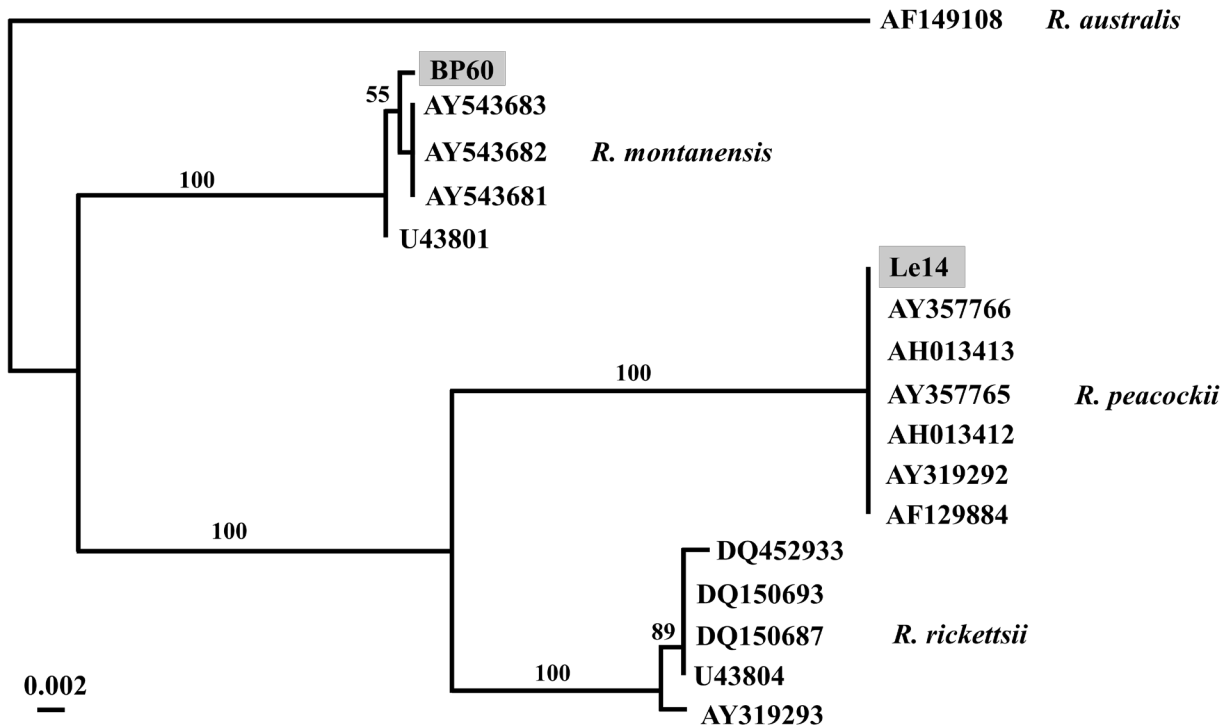 AF149108 R. australis
BP60
55
AY543683
AY543682 R. montanensis
100
AY543681
U43801
Le14
AY357766
AH013413
100
AY357765 R. peacockii
AH013412
AY319292
AF129884
100
DQ452933
DQ150693
89
DQ150687 R. rickettsii
100
U43804
0.002
AY319293